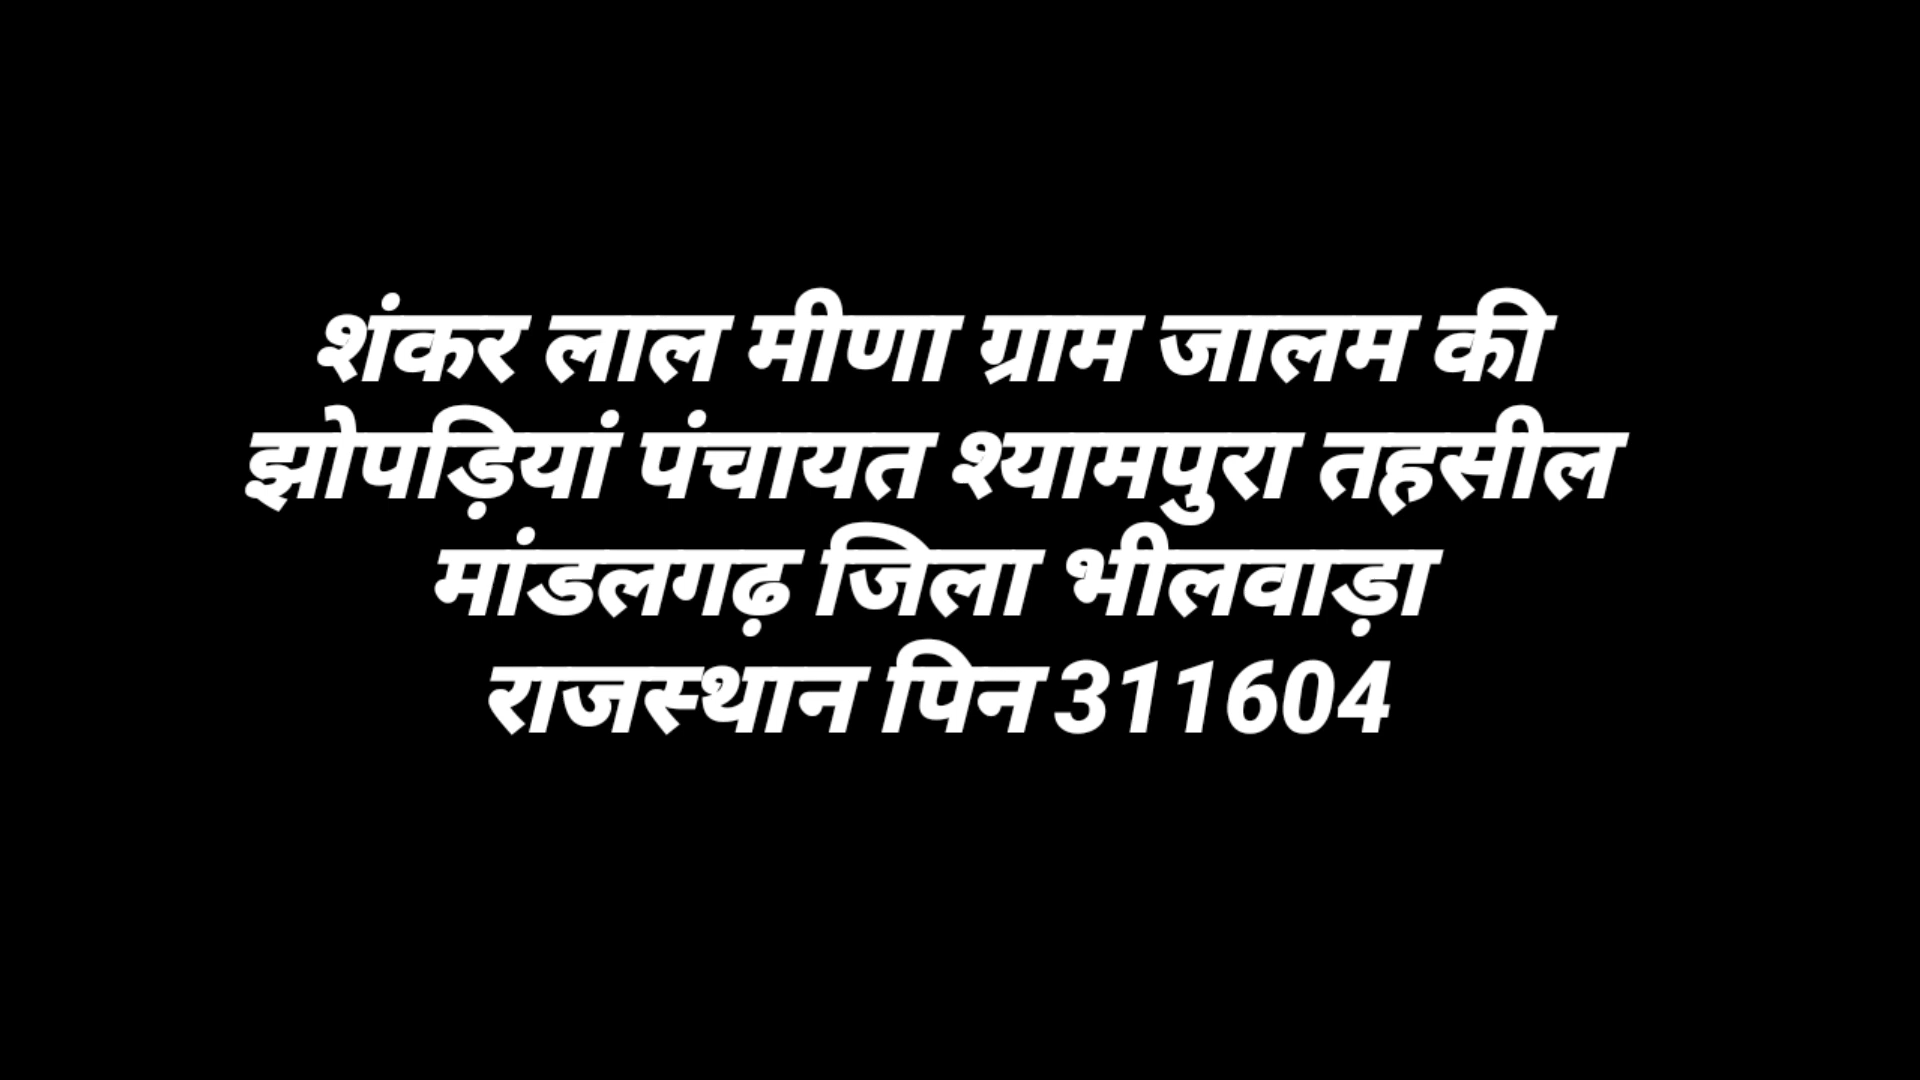 शंकर लाल मीणा ग्राम जालम की
झोपड़ियां पंचायत श्यामपुरा तहसील
मांडलगढ़ जिला भीलवाड़ा
राजस्थान पिन 311604